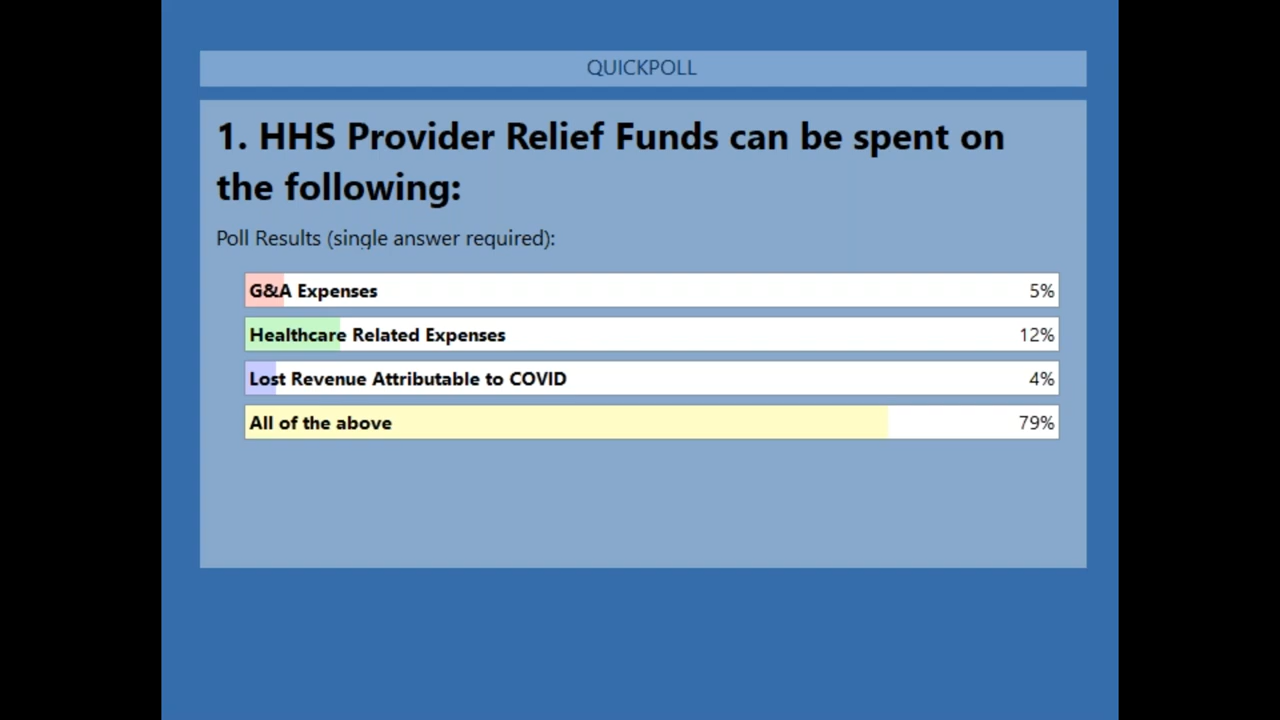 QUICKPOLL
1. HHS Provider Relief Funds can be spent on
the following:
Poll Results (single answer required):
G&A Expenses 5%
Healthcare Related Expenses 12%
Lost Revenue Attributable to COVID 4%
All of the above 79%